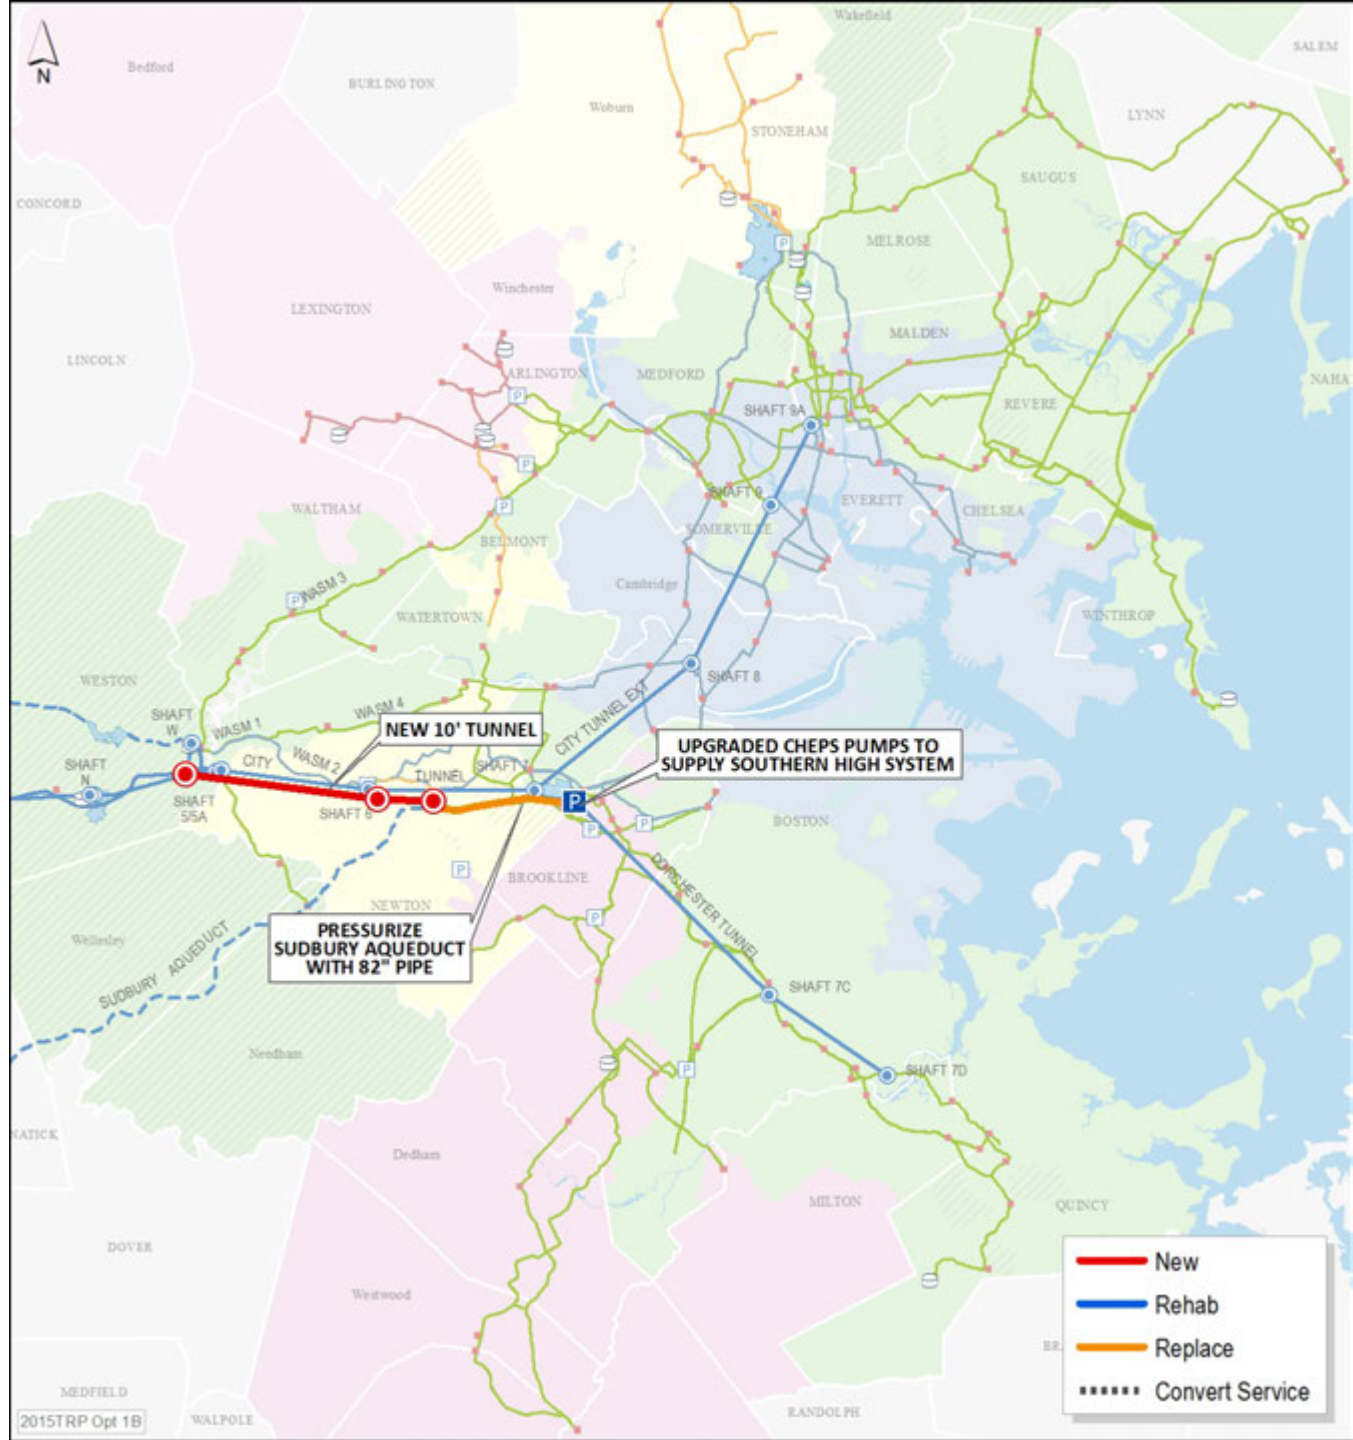 Wakefield
SALEM
N
Bedford
BURLINGTON
Woburn
STONEHAM
LYNN
SAUGUS
CONCORD
P
MELROSE
Winchester
LEXINGTON
MALDEN
LINCOLN
ARLINGTON
MEDFORD
NAHA
P
REVERE
SHAFT 9A
P
SHAFT 9
EVERETT
WALTHAM
P
CHELSEA
SOMERVILLE
BELMONT
Cambridge
WASM 3
P
WATERTOWN
WINTHROP
WESTON
SHAFT 8
CITY TUNNEL EXT
WASM 4
SHAFT
W
WASM 1
NEW 10' TUNNEL
UPGRADED CHEPS PUMPS TO
SUPPLY SOUTHERN HIGH SYSTEM
SHAFT
N
CITY
WASM 2
TUNNEL
SHAFT 7
SHAFT
5/5A
SHAFT 6
P
P
P
BOSTON
DORCHESTER TUNNEL
P
BROOKLINE
NEWTON
P
PRESSURIZE
SUDBURY AQUEDUCT
WITH 82" PIPE
Wellesley
SUDBURY AQUEDUCT
SHAFT 7C
Needham
P
SHAFT 7D
NATICK
Dedham
MILTON
QUINCY
DOVER
New
Westwood
Rehab
BR
Replace
MEDFIELD
Convert Service
2015TRP Opt 1B
WALPOLE
RANDOLPH